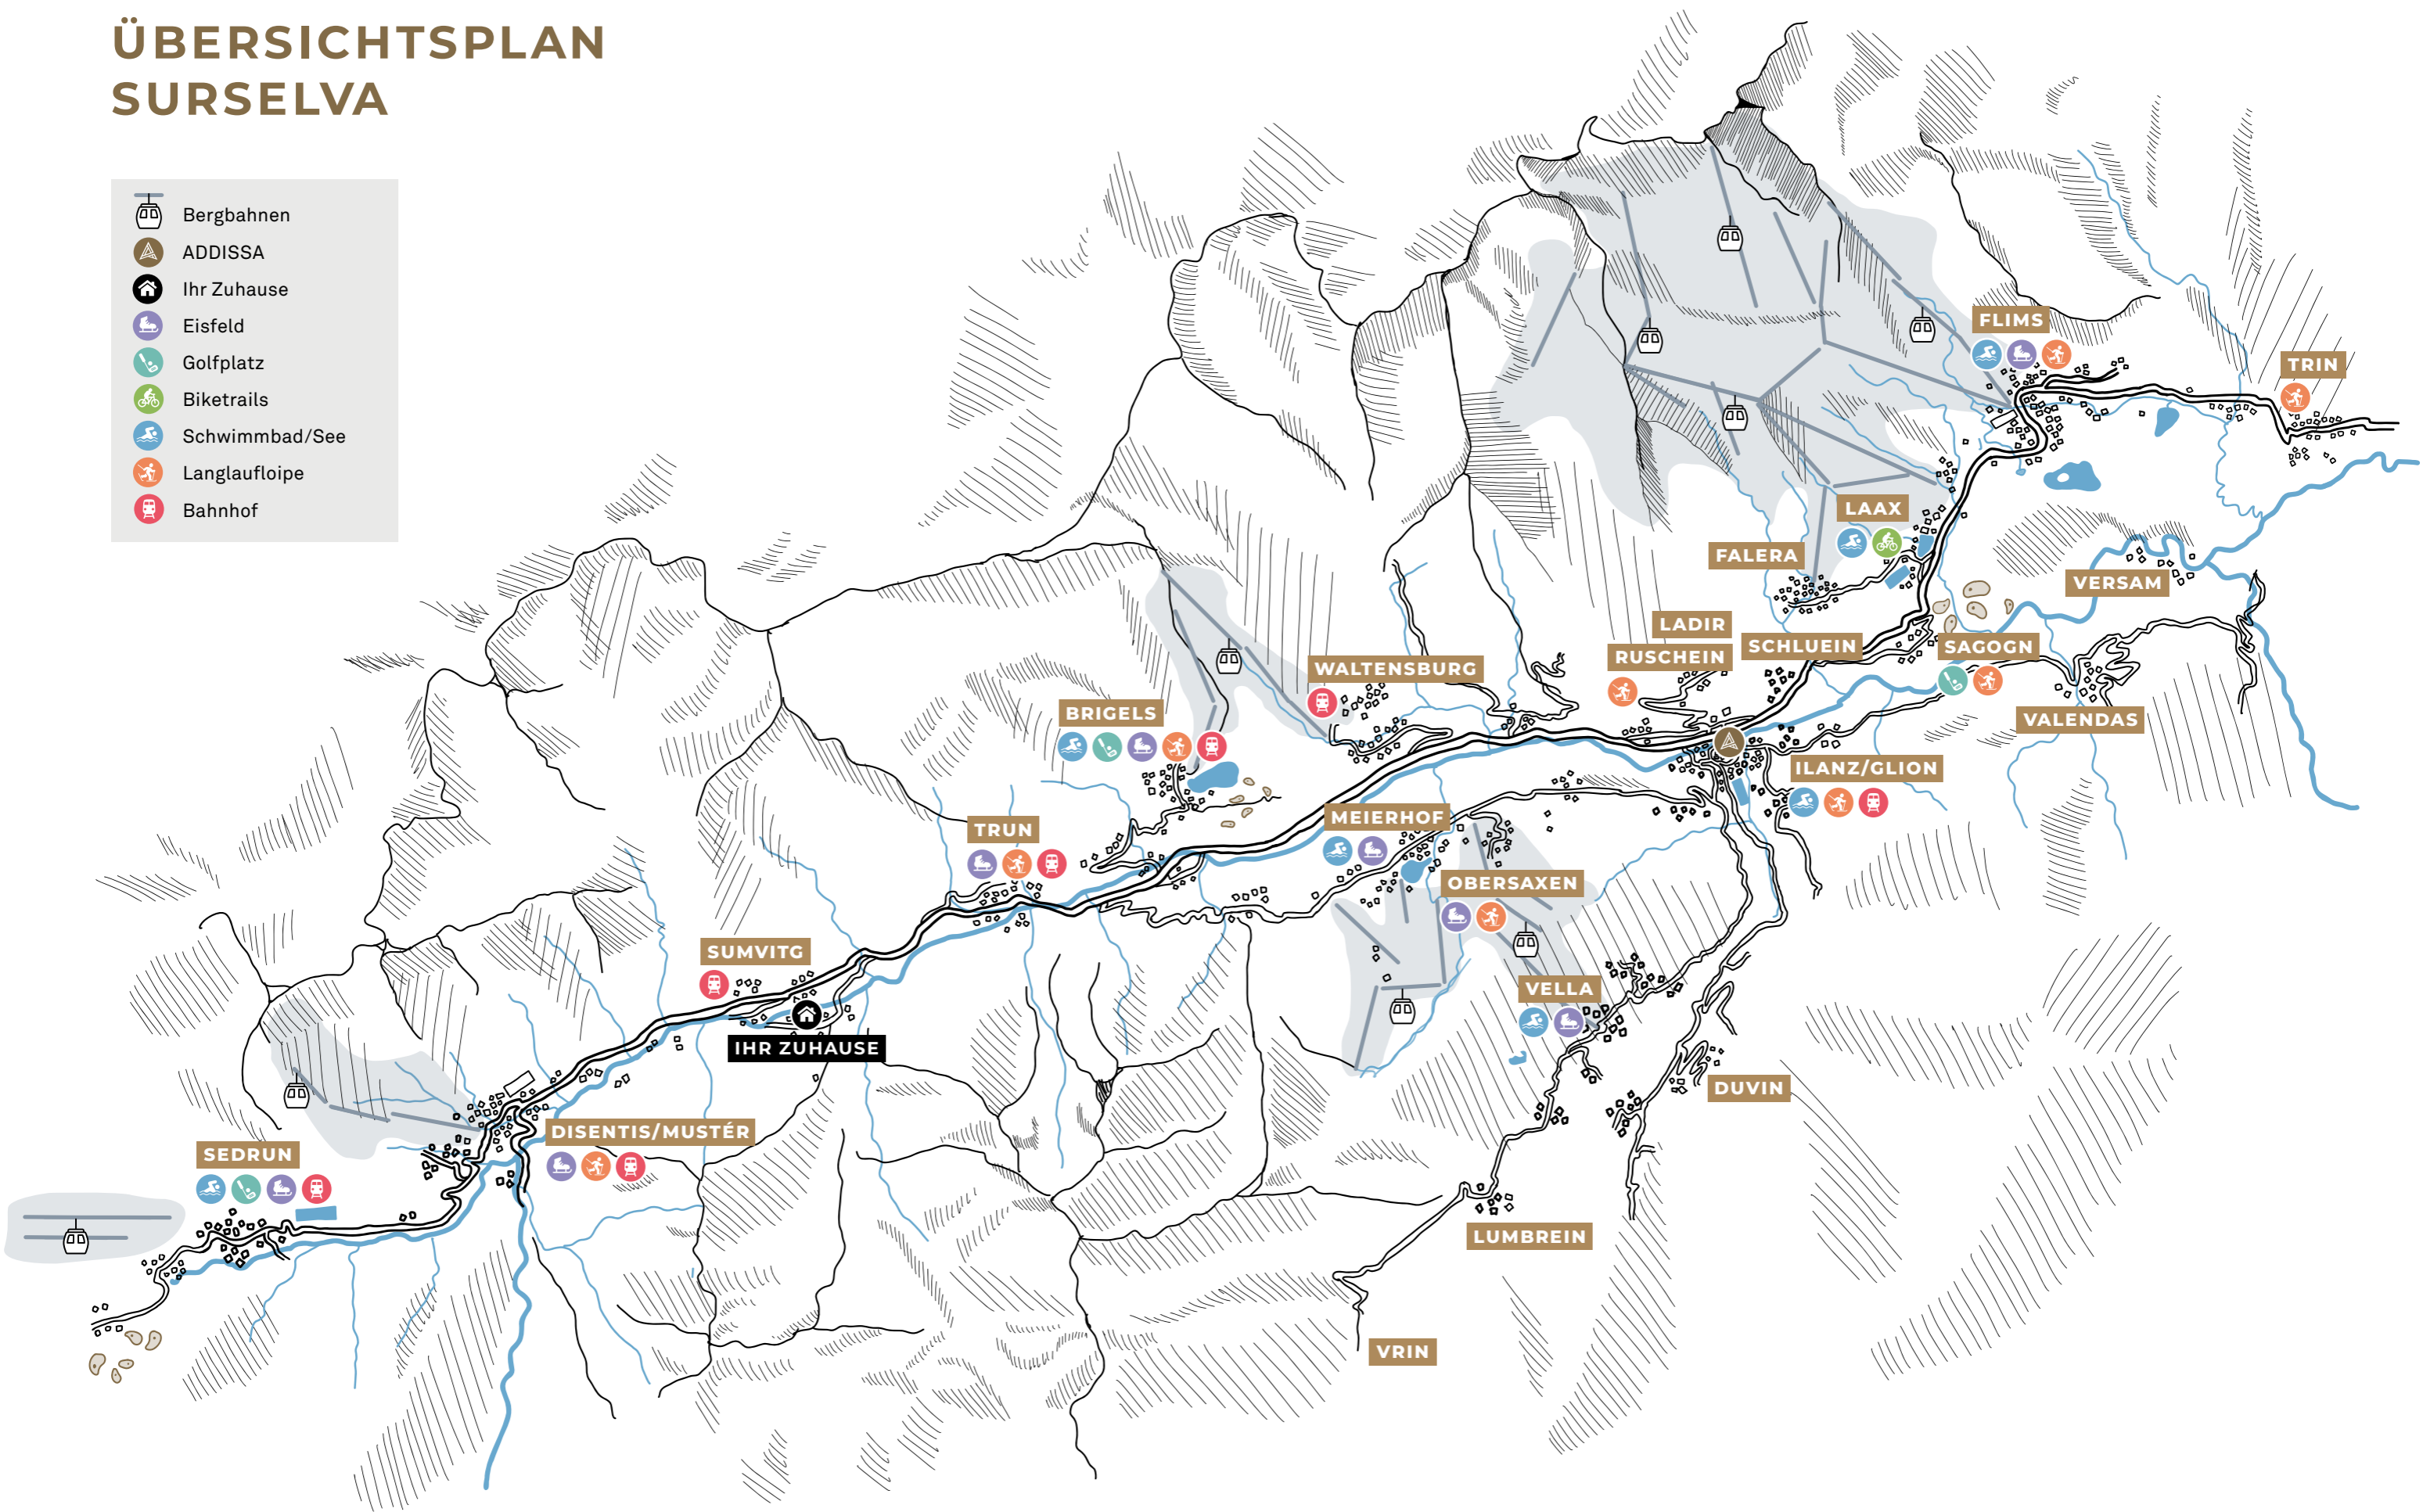 ÜBERSICHTSPLAN
SURSELVA
Bergbahnen
ADDISSA
Ihr Zuhause
Eisfeld
Golfplatz
Biketrails
Schwimmbad/See
Langlaufloipe
Bahnhof
FLIMS
TRIN
LAAX
FALERA
VERSAM
LADIR
RUSCHEIN
SCHLUEIN
SAGOGN
WALTENSBURG
BRIGELS
VALENDAS
ILANZ/GLION
MEIERHOF
TRUN
OBERSAXEN
SUMVITG
VELLA
IHR ZUHAUSE
DUVIN
DISENTIS/MUSTÉR
SEDRUN
LUMBREIN
VRIN